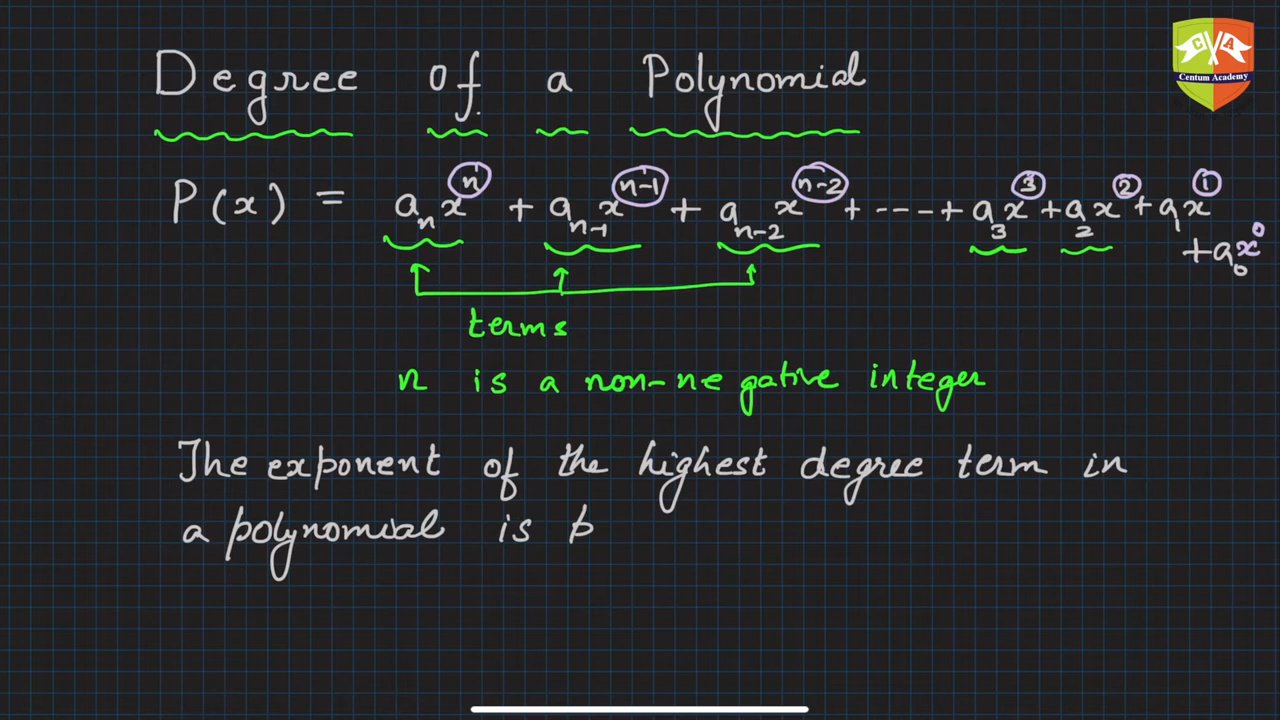 Degree of a Polynomial
C A
Centum Academy
P(x) = aₙxⁿ + aₙ₋₁xⁿ⁻¹ + aₙ₋₂xⁿ⁻² + ---- + a₃x³ + a₂x² + a₁x¹
+ a₀x⁰
terms
n is a non-negative integer
The exponent of the highest degree term in
a polynomial is